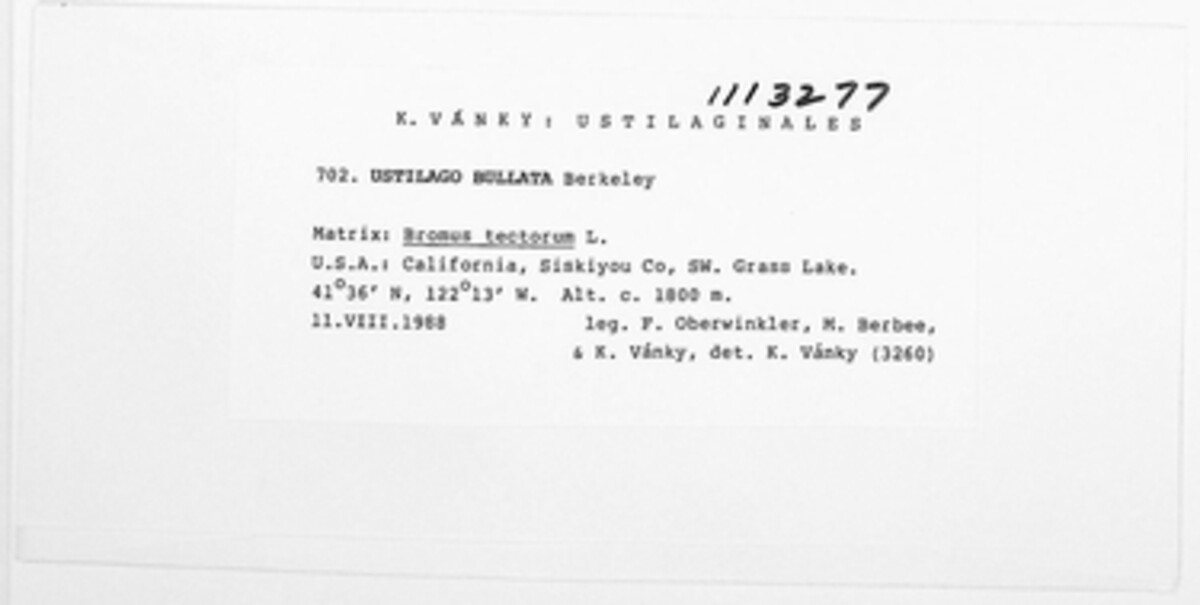 1113277
K. VÁNKY: USTILAGINALES
702. USTILAGO BULLATA Berkeley
Matrix: Bromus tectorum L.
U.S.A.: California, Siskiyou Co, SW. Grass Lake.
41°36' N, 122°13' W. Alt. c. 1800 m.
11.VIII.1988 leg. F. Oberwinkler, M. Berbee,
& K. Vánky, det. K. Vánky (3260)